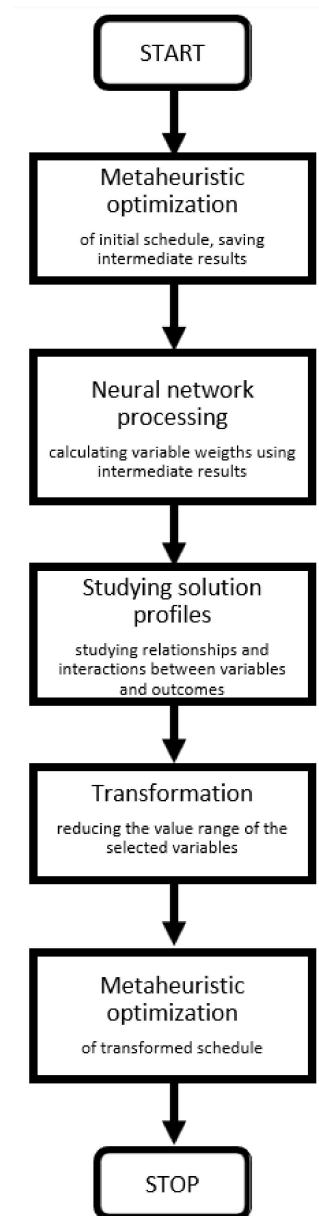 START
Metaheuristic
optimization
of initial schedule, saving
intermediate results
Neural network
processing
calculating variable weigths using
intermediate results
Studying solution
profiles
studying relationships and
interactions between variables
and outcomes
Transformation
reducing the value range of the
selected variables
Metaheuristic
optimization
of transformed schedule
STOP